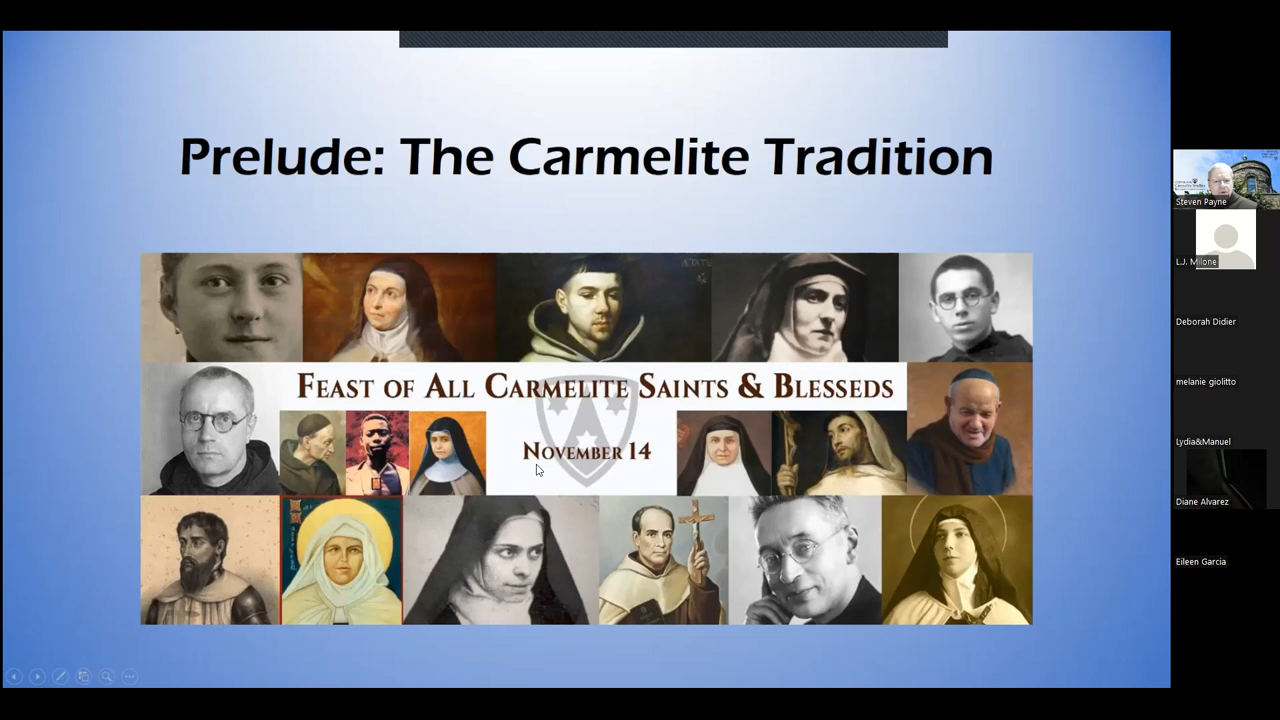 Prelude: The Carmelite Tradition
FEAST OF ALL CARMELITE SAINTS & BLESSEDS
NOVEMBER 14
Steven Payne
L.J. Milone
Deborah Didier
melanie giolitto
Lydia&Manuel
Diane Alvarez
Eileen Garcia